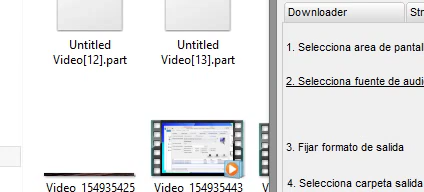 Untitled
Video[12].part
Untitled
Video[13].part
Video_154935425
Video_154935443
Downloader
1. Selecciona area de pantal
2. Selecciona fuente de audio
3. Fijar formato de salida
4. Selecciona carpeta salida